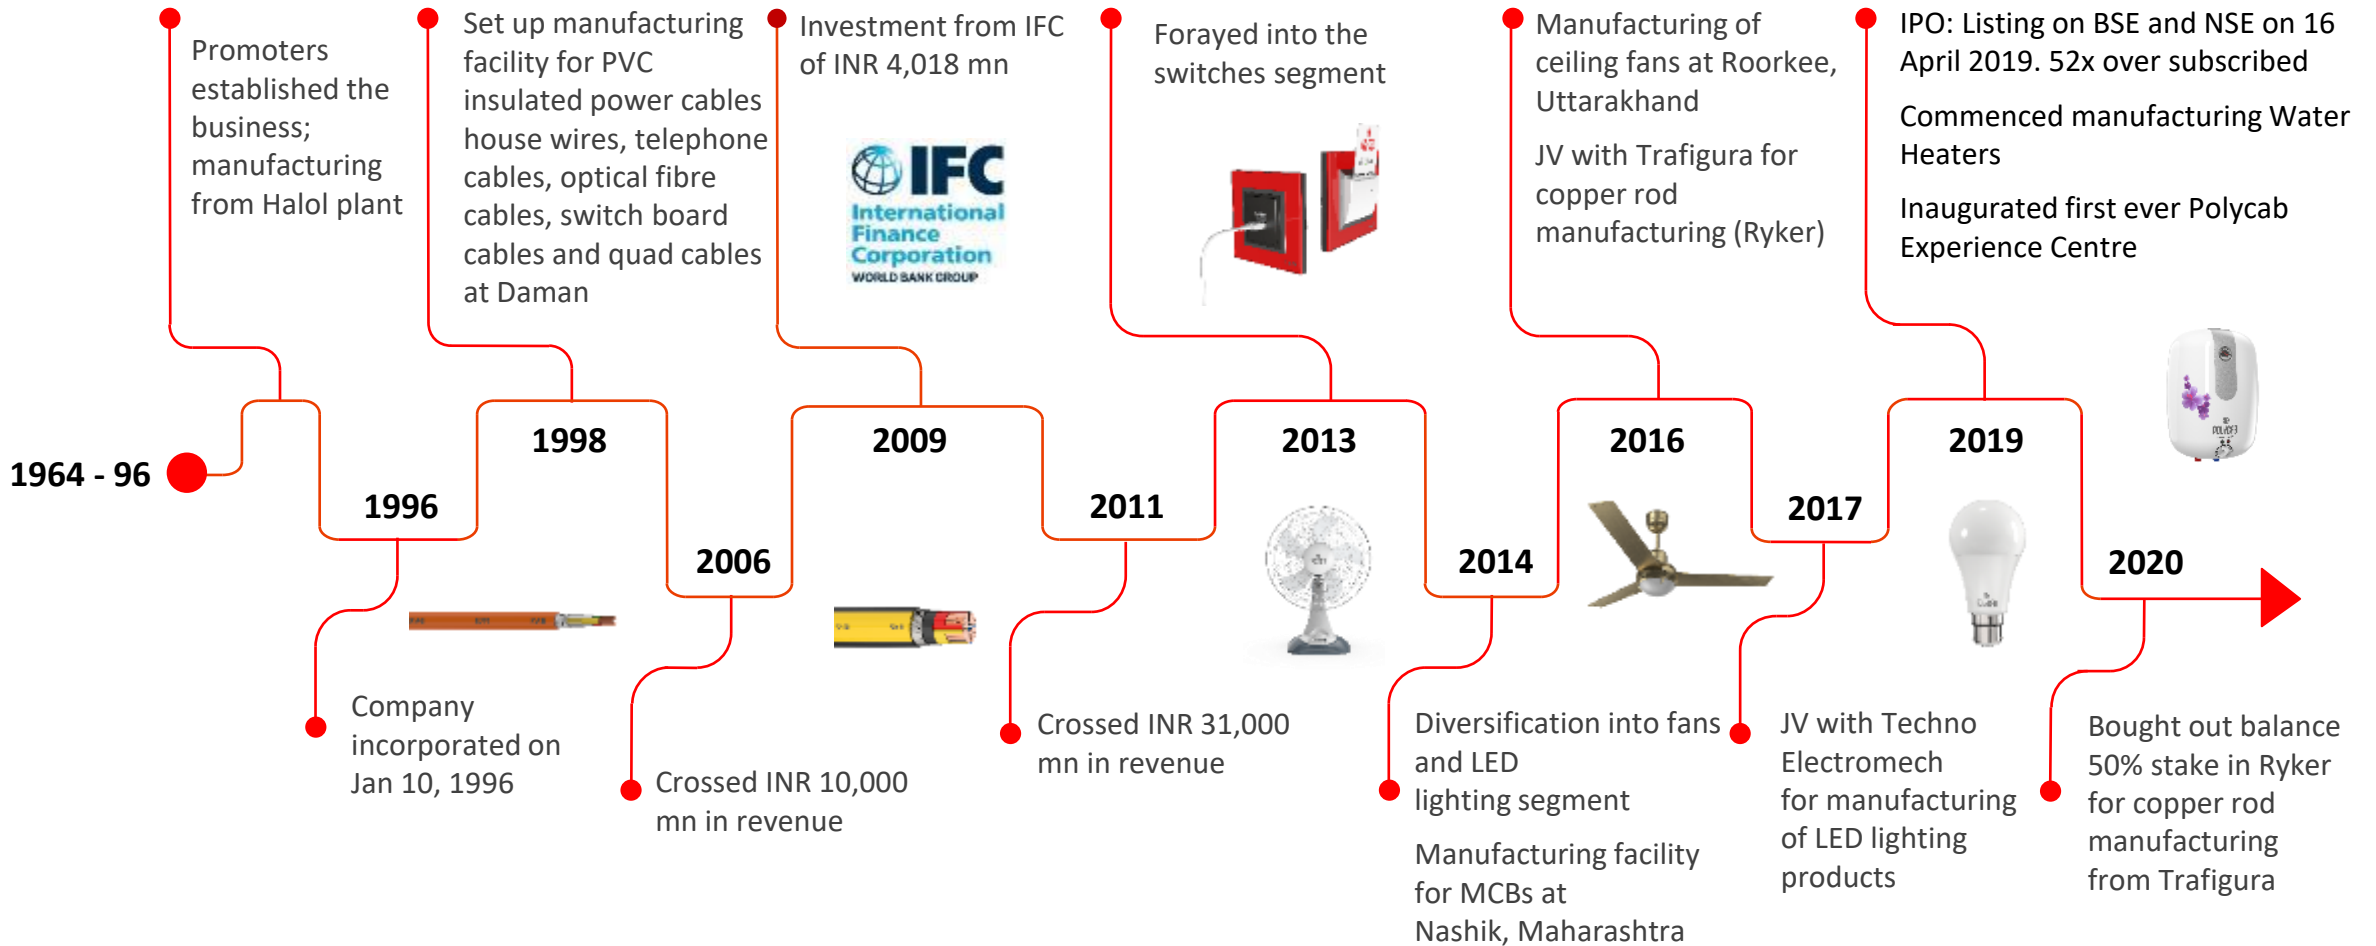 Promoters
established the
business;
manufacturing
from Halol plant
Set up manufacturing
facility for PVC
insulated power cables
house wires, telephone
cables, optical fibre
cables, switch board
cables and quad cables
at Daman
Investment from IFC
of INR 4,018 mn
IFC
International
Finance
Corporation
WORLD BANK GROUP
Forayed into the
switches segment
Manufacturing of
ceiling fans at Roorkee,
Uttarakhand
JV with Trafigura for
copper rod
manufacturing (Ryker)
IPO: Listing on BSE and NSE on 16
April 2019. 52x over subscribed
Commenced manufacturing Water
Heaters
Inaugurated first ever Polycab
Experience Centre
1964 - 96
1996
1998
2006
2009
2011
2013
2014
2016
2017
2019
2020
Company
incorporated on
Jan 10, 1996
Crossed INR 10,000
mn in revenue
Crossed INR 31,000
mn in revenue
Diversification into fans
and LED
lighting segment
Manufacturing facility
for MCBs at
Nashik, Maharashtra
JV with Techno
Electromech
for manufacturing
of LED lighting
products
Bought out balance
50% stake in Ryker
for copper rod
manufacturing
from Trafigura